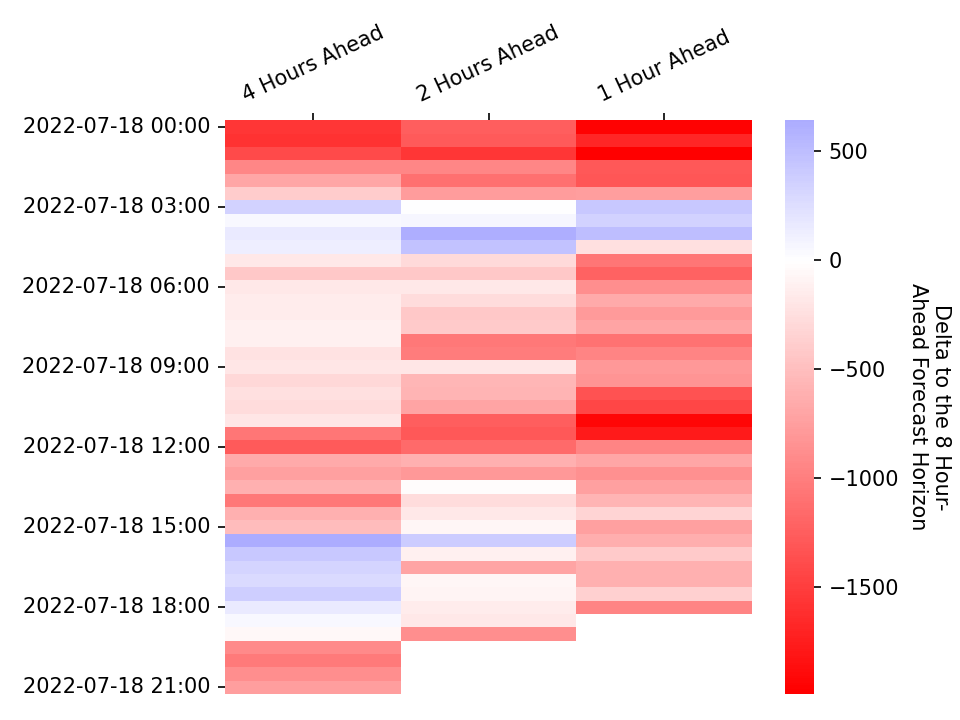 4 Hours Ahead
2 Hours Ahead
1 Hour Ahead
2022-07-18 00:00
2022-07-18 03:00
2022-07-18 06:00
2022-07-18 09:00
2022-07-18 12:00
2022-07-18 15:00
2022-07-18 18:00
2022-07-18 21:00
500
0
−500
−1000
−1500
Delta to the 8 Hour-
Ahead Forecast Horizon